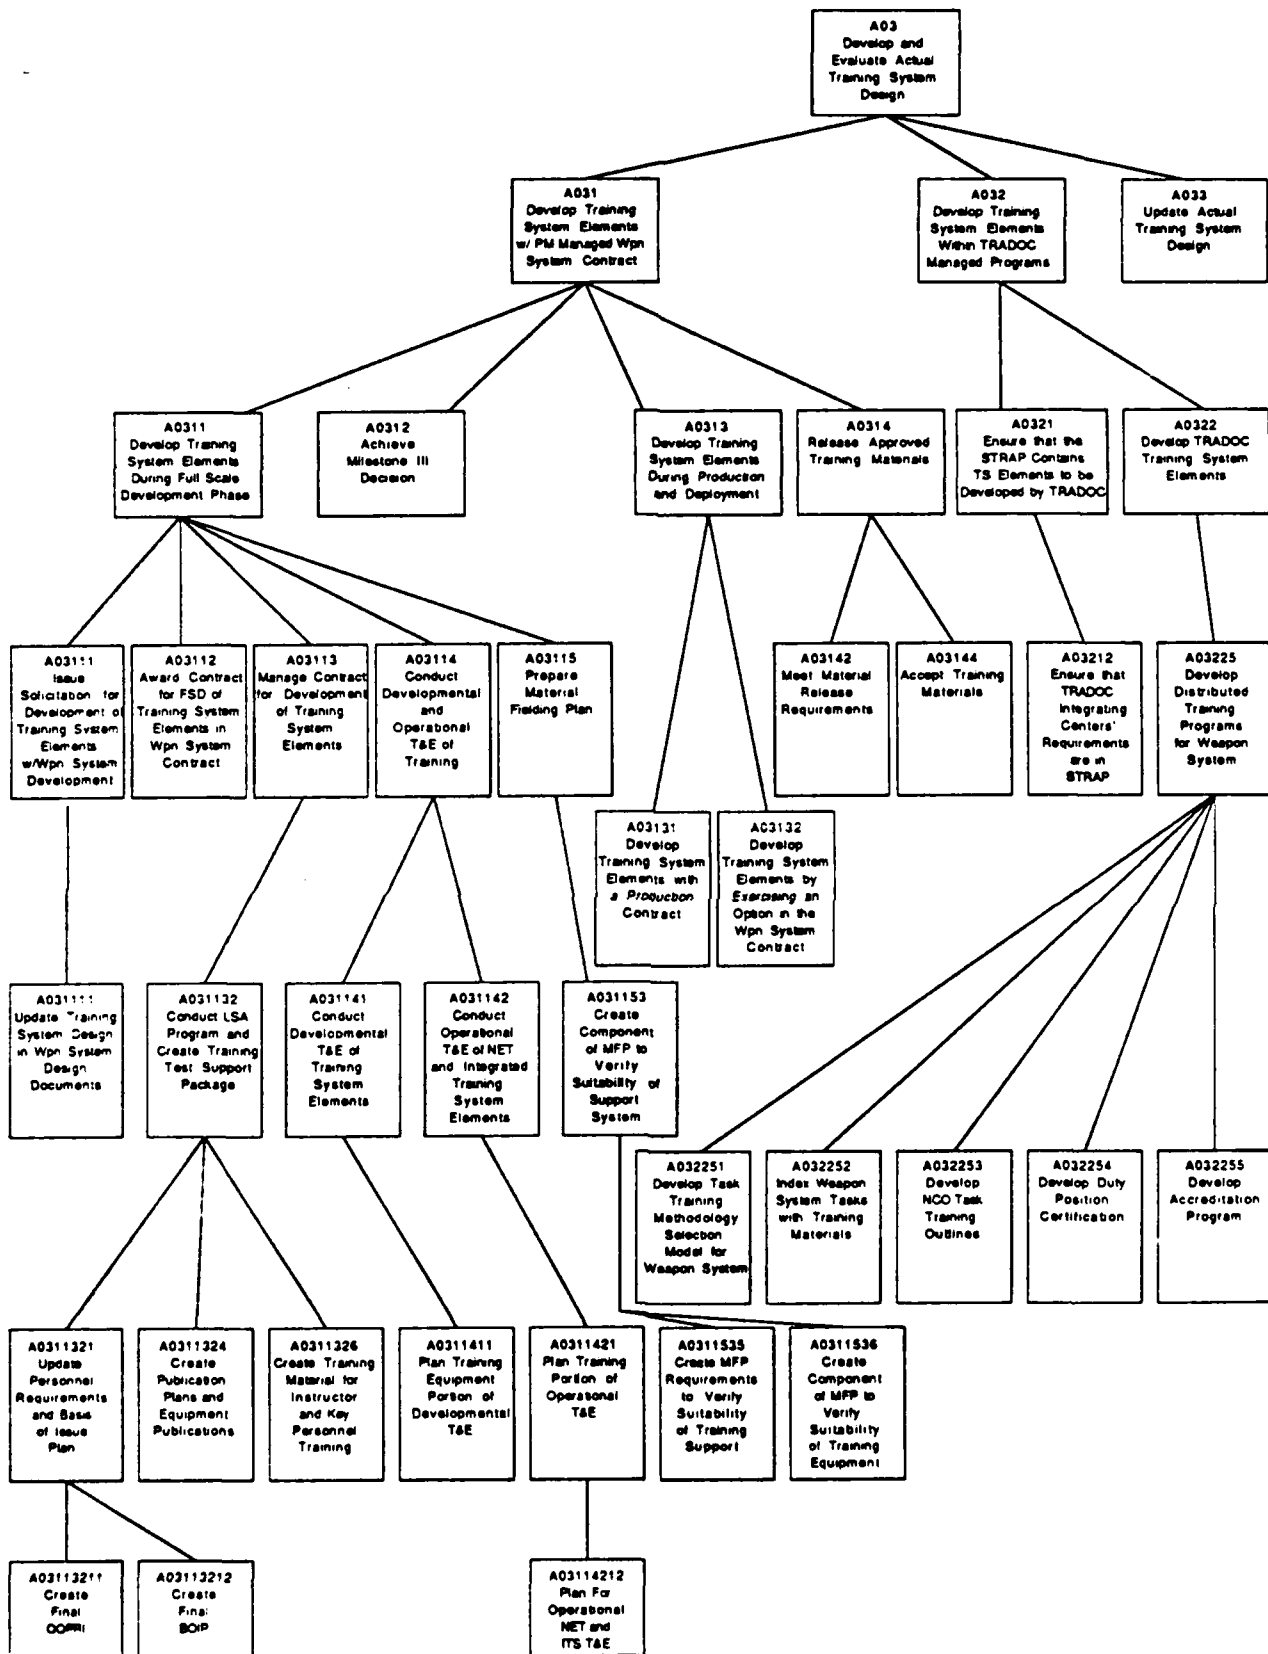 A03
Develop and
Evaluate Actual
Training System
Design
A031
Develop Training
System Elements
w/ PM Managed Wpn
System Contract
A032
Develop Training
System Elements
Within TRADOC
Managed Programs
A033
Update Actual
Training System
Design
A0311
Develop Training
System Elements
During Full Scale
Development Phase
A0312
Achieve
Milestone III
Decision
A0313
Develop Training
System Elements
During Production
and Deployment
A0314
Release Approved
Training Materials
A0321
Ensure that the
STRAP Contains
TS Elements to be
Developed by TRADOC
A0322
Develop TRADOC
Training System
Elements
A03111
Issue
Solicitation for
Development of
Training System
Elements
w/Wpn System
Development
A03112
Award Contract
for FSD of
Training System
Elements in
Wpn System
Contract
A03113
Manage Contract
for Development
of Training
System
Elements
A03114
Conduct
Developmental
and
Operational
T&E of
Training
A03115
Prepare
Material
Fielding Plan
A03142
Meet Material
Release
Requirements
A03144
Accept Training
Materials
A03212
Ensure that
TRADOC
Integrating
Centers'
Requirements
are in
STRAP
A03225
Develop
Distributed
Training
Programs
for Weapon
System
A03131
Develop
Training System
Elements with
a Production
Contract
A03132
Develop
Training System
Elements by
Exercising an
Option in the
Wpn System
Contract
A031111
Update Training
System Design
in Wpn System
Design
Documents
A031132
Conduct LSA
Program and
Create Training
Test Support
Package
A031141
Conduct
Developmental
T&E of
Training
System
Elements
A031142
Conduct
Operational
T&E of NET
and Integrated
Training
System
Elements
A031153
Create
Component
of MFP to
Verify
Suitability of
Support
System
A032251
Develop Task
Training
Methodology
Selection
Model for
Weapon System
A032252
Index Weapon
System Tasks
with Training
Materials
A032253
Develop
NCO Task
Training
Outlines
A032254
Develop Duty
Position
Certification
A032255
Develop
Accreditation
Program
A0311321
Update
Personnel
Requirements
and Basis
of Issue
Plan
A0311324
Create
Publication
Plans and
Equipment
Publications
A0311326
Create Training
Material for
Instructor
and Key
Personnel
Training
A0311411
Plan Training
Equipment
Portion of
Developmental
T&E
A0311421
Plan Training
Portion of
Operational
T&E
A0311535
Create MFP
Requirements
to Verify
Suitability
of Training
Support
A0311536
Create
Component
of MFP to
Verify
Suitability
of Training
Equipment
A03113211
Create
Final
QQPRI
A03113212
Create
Final
BOIP
A03114212
Plan For
Operational
NET and
ITS T&E